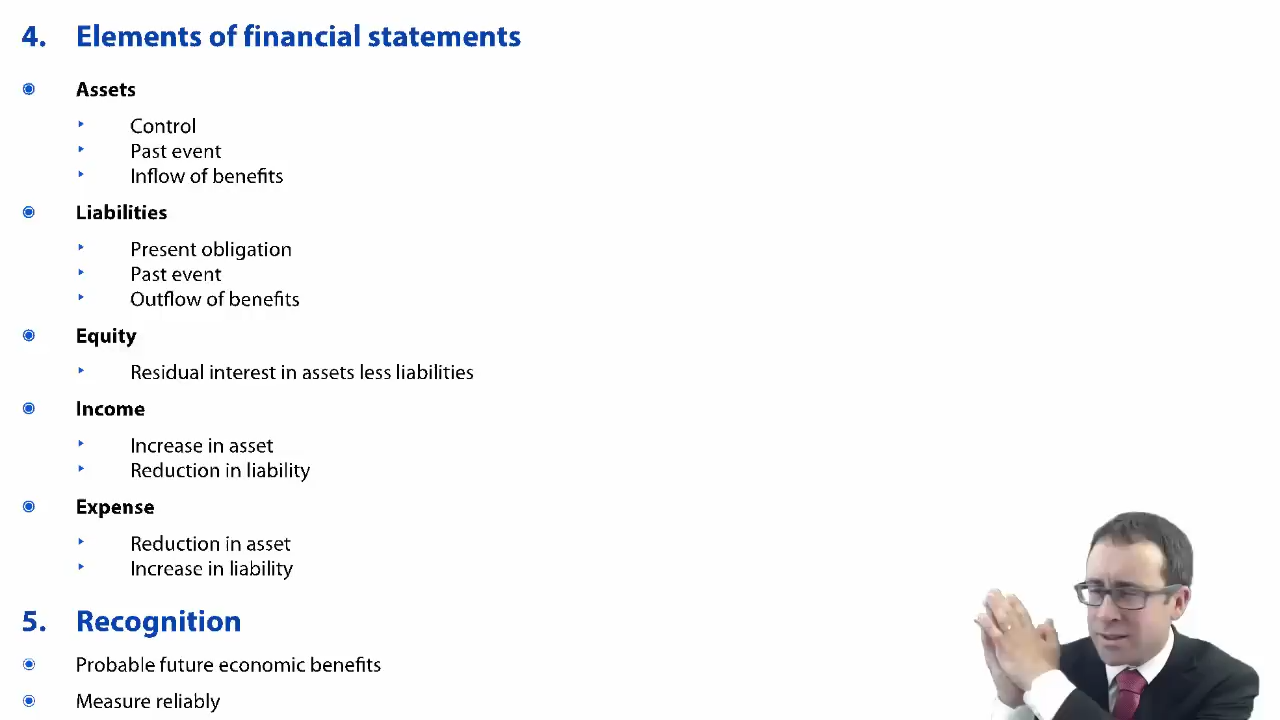 4. Elements of financial statements
Assets
Control
Past event
Inflow of benefits
Liabilities
Present obligation
Past event
Outflow of benefits
Equity
Residual interest in assets less liabilities
Income
Increase in asset
Reduction in liability
Expense
Reduction in asset
Increase in liability
5. Recognition
Probable future economic benefits
Measure reliably